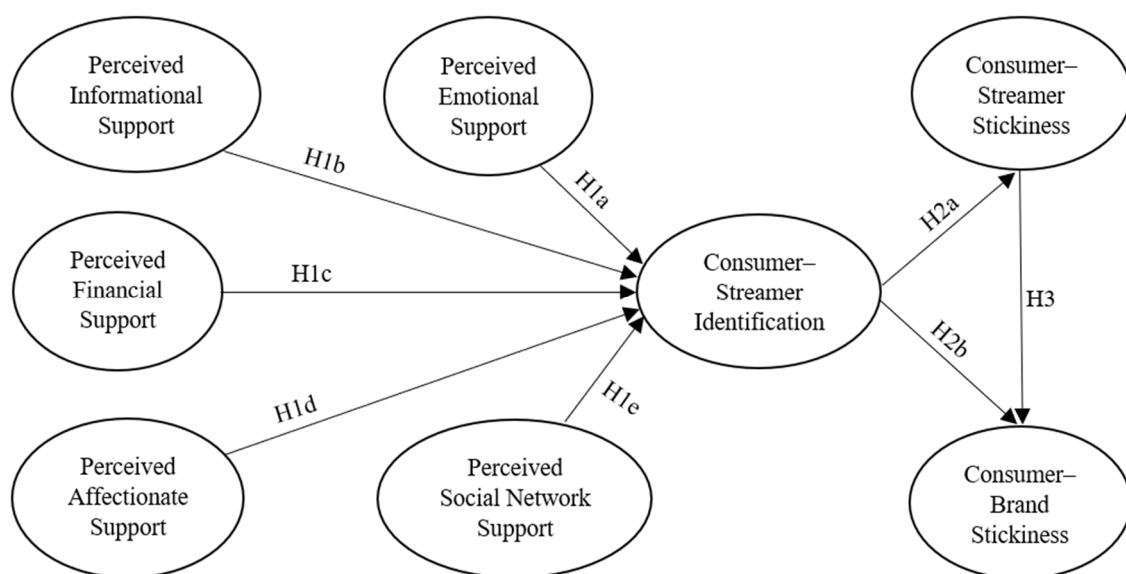 Perceived
Informational
Support
Perceived
Emotional
Support
Consumer–
Streamer
Stickiness
H1b
H1a
H2a
Perceived
Financial
Support
H1c
Consumer–
Streamer
Identification
H3
H2b
H1d
H1e
Perceived
Affectionate
Support
Perceived
Social Network
Support
Consumer–
Brand
Stickiness